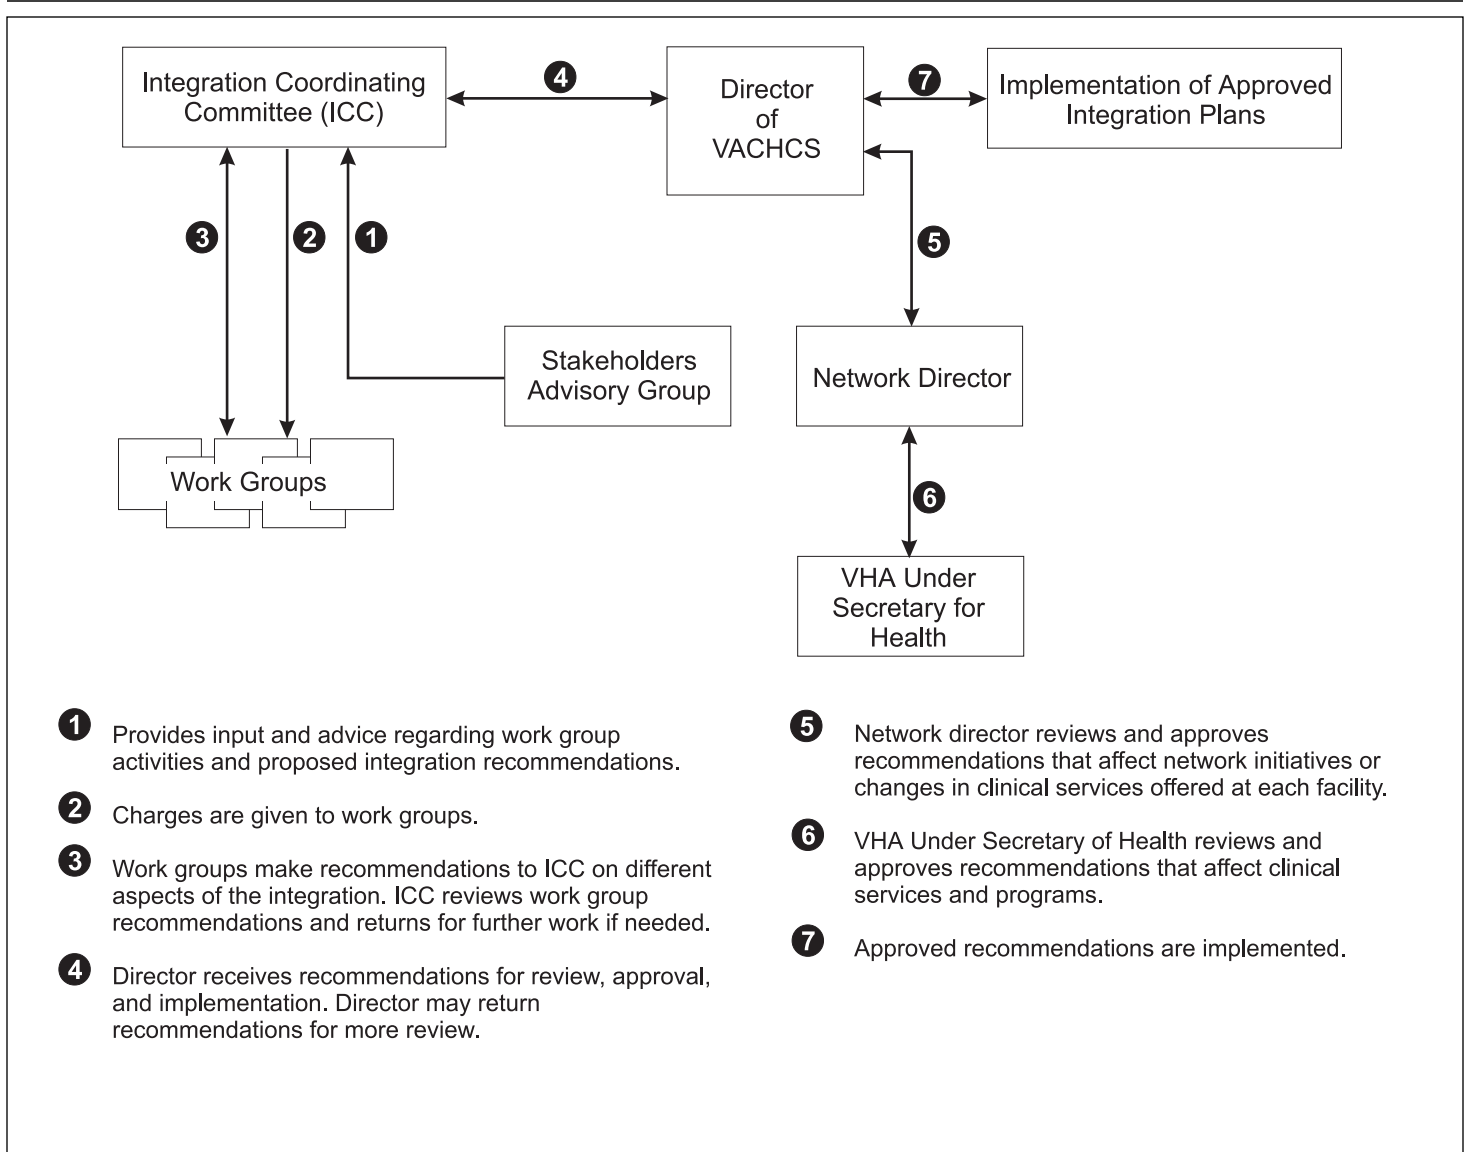 Integration Coordinating
Committee (ICC)
4
Director
of
VACHCS
7
Implementation of Approved
Integration Plans
3
2
1
5
Stakeholders
Advisory Group
Network Director
Work Groups
6
VHA Under
Secretary for
Health
1 Provides input and advice regarding work group
activities and proposed integration recommendations.
2 Charges are given to work groups.
3 Work groups make recommendations to ICC on different
aspects of the integration. ICC reviews work group
recommendations and returns for further work if needed.
4 Director receives recommendations for review, approval,
and implementation. Director may return
recommendations for more review.
5 Network director reviews and approves
recommendations that affect network initiatives or
changes in clinical services offered at each facility.
6 VHA Under Secretary of Health reviews and
approves recommendations that affect clinical
services and programs.
7 Approved recommendations are implemented.